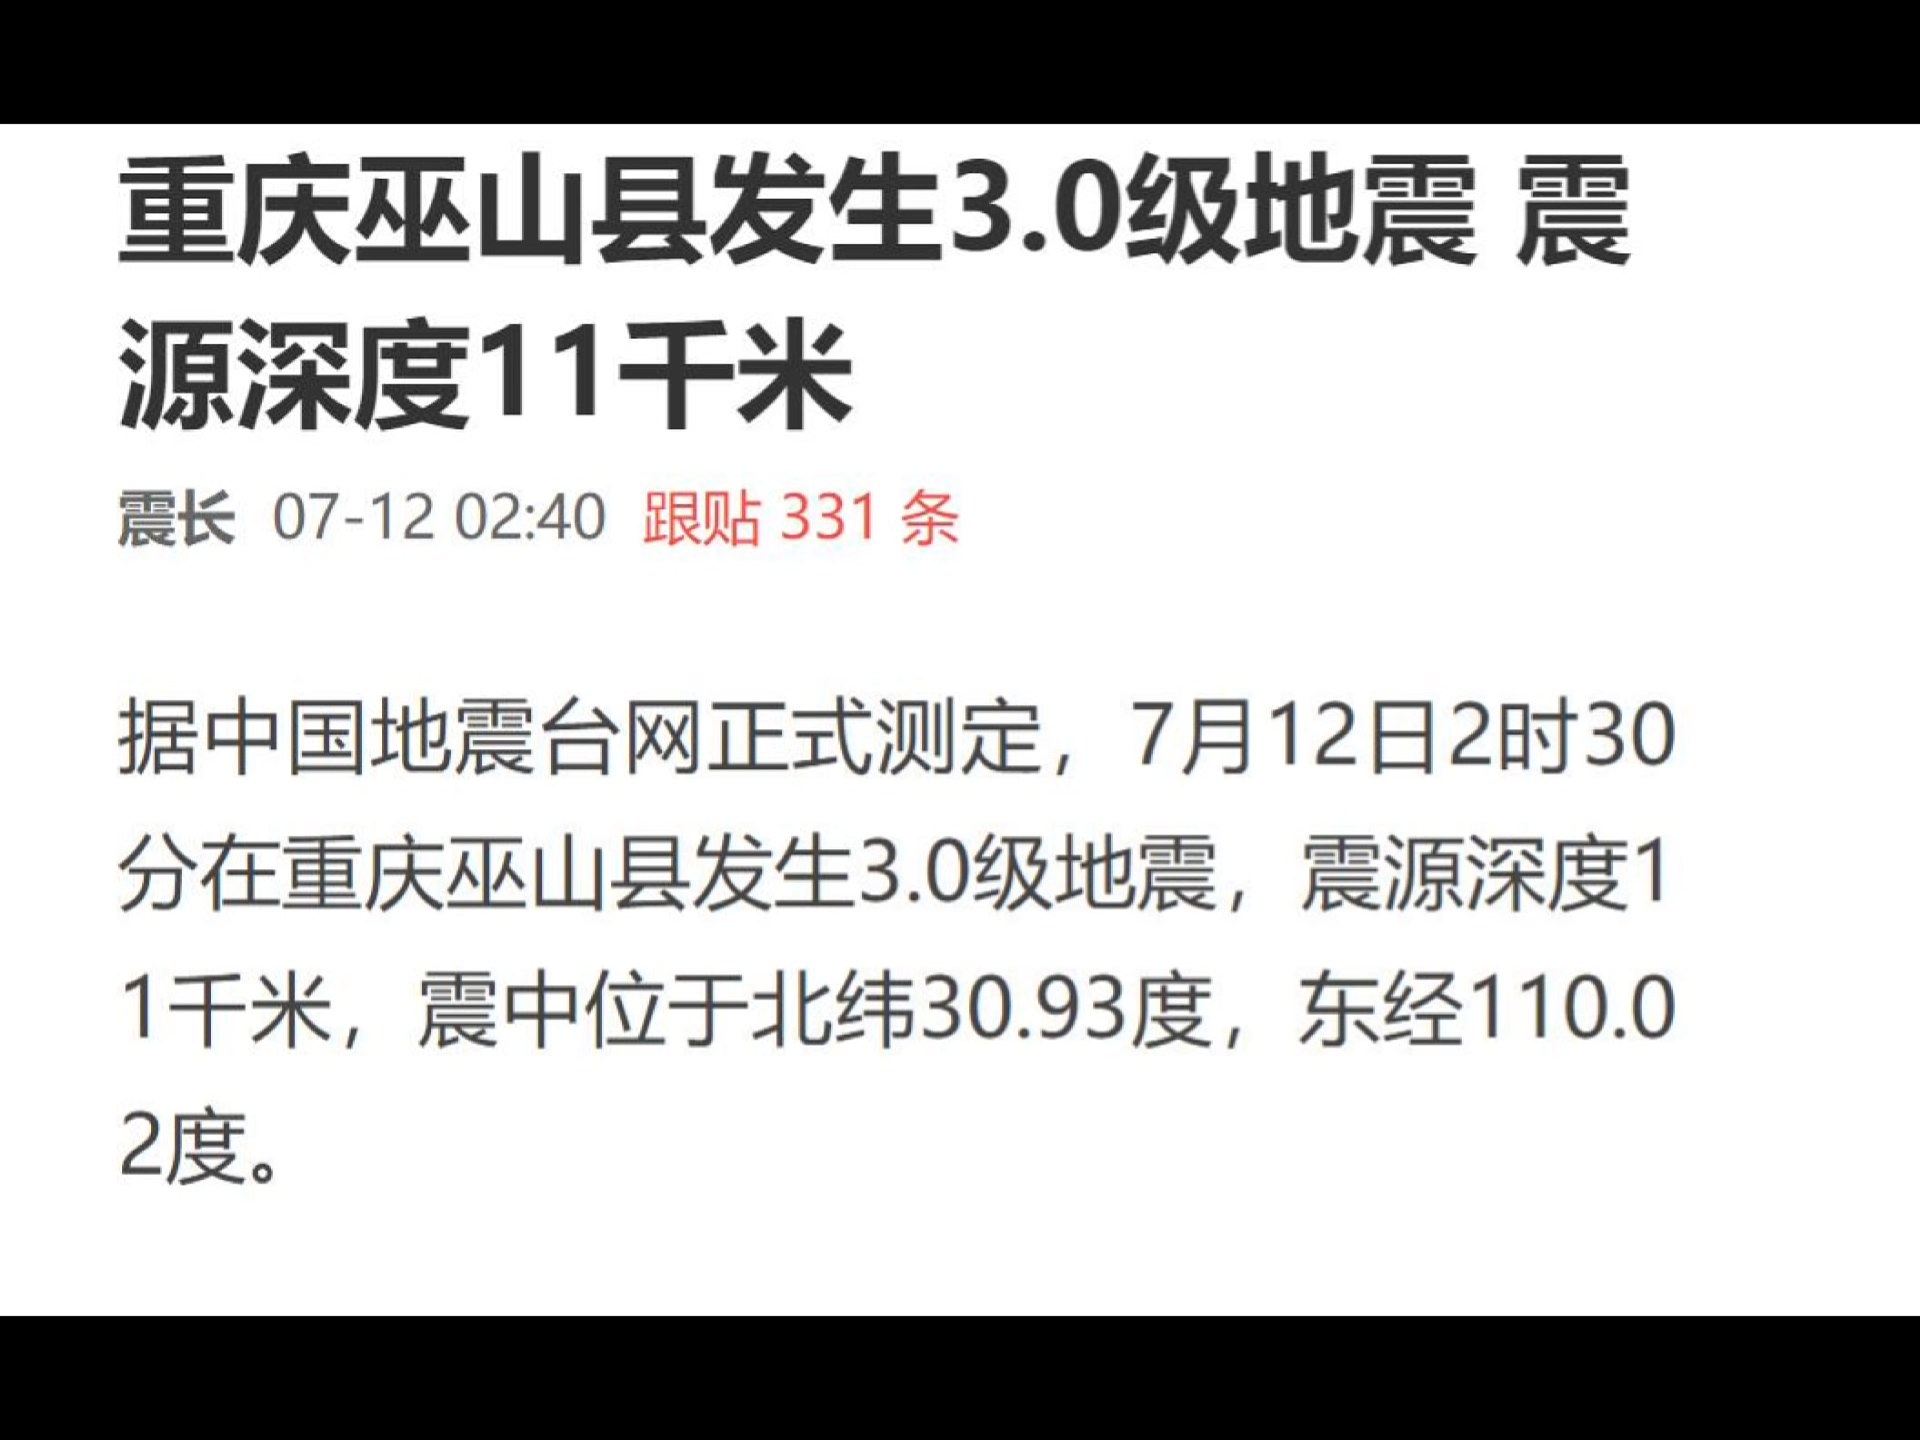 重庆巫山县发生3.0级地震 震
源深度11千米
震长 07-12 02:40 跟贴 331 条
据中国地震台网正式测定，7月12日2时30
分在重庆巫山县发生3.0级地震，震源深度1
1千米，震中位于北纬30.93度，东经110.0
2度。